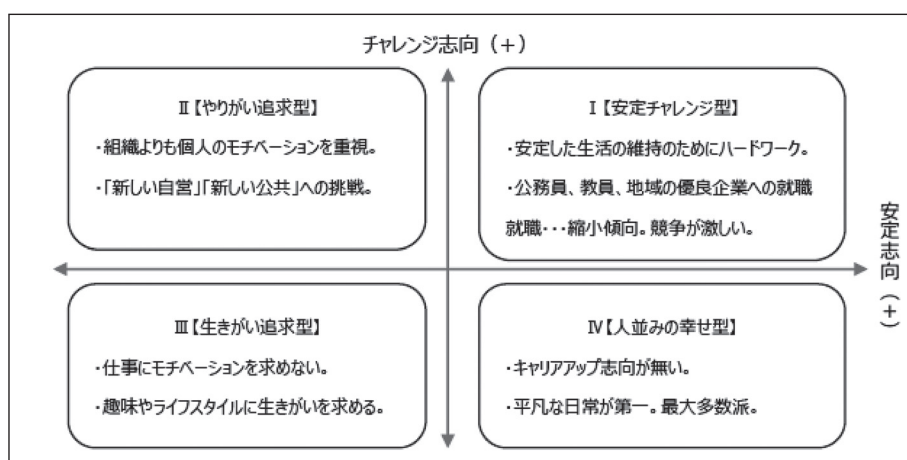 チャレンジ志向（+）
Ⅱ【やりがい追求型】
・組織よりも個人のモチベーションを重視。
・「新しい自営」「新しい公共」への挑戦。
Ⅰ【安定チャレンジ型】
・安定した生活の維持のためにハードワーク。
・公務員、教員、地域の優良企業への就職
就職・・・縮小傾向。競争が激しい。
安定志向（+）
Ⅲ【生きがい追求型】
・仕事にモチベーションを求めない。
・趣味やライフスタイルに生きがいを求める。
Ⅳ【人並みの幸せ型】
・キャリアアップ志向が無い。
・平凡な日常が第一。最大多数派。